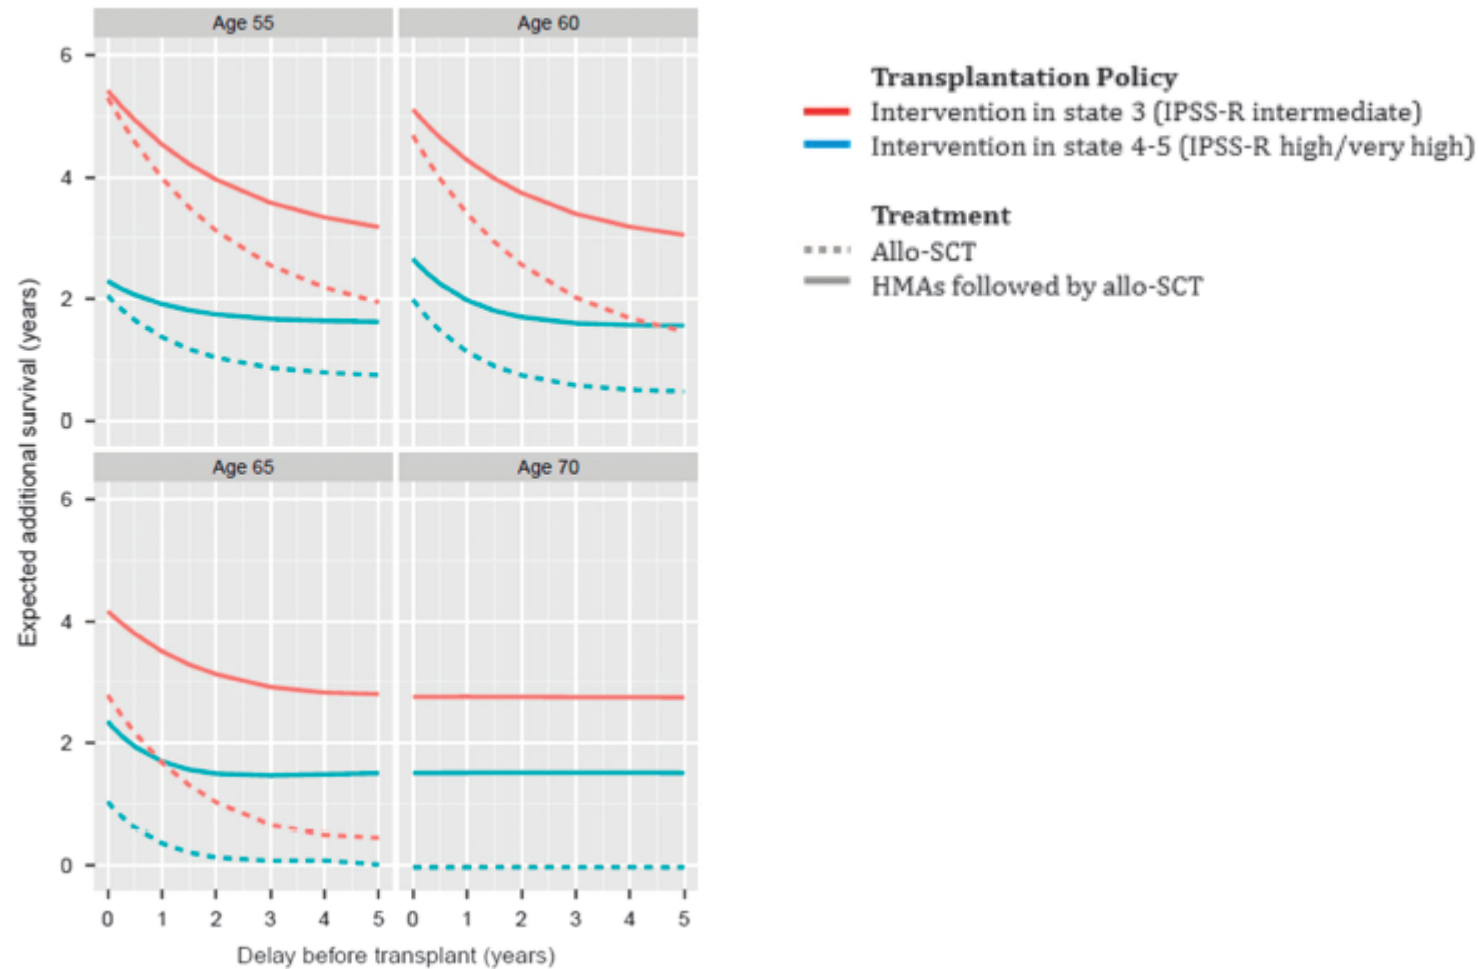 Age 55
Age 60
6
4
2
0
Age 65
Age 70
6
4
2
0
0 1 2 3 4 5
0 1 2 3 4 5
Delay before transplant (years)
Expected additional survival (years)
Transplantation Policy
Intervention in state 3 (IPSS-R intermediate)
Intervention in state 4-5 (IPSS-R high/very high)
Treatment
Allo-SCT
HMAs followed by allo-SCT